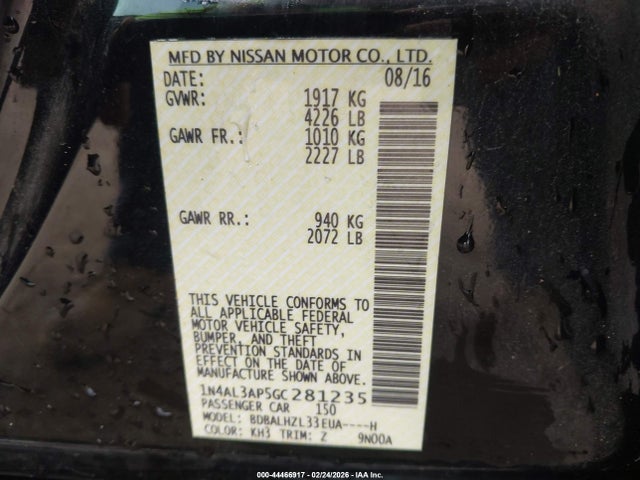 MFD BY NISSAN MOTOR CO., LTD.
DATE: 08/16
GVWR: 1917 KG
4226 LB
GAWR FR.: 1010 KG
2227 LB
GAWR RR.: 940 KG
2072 LB
THIS VEHICLE CONFORMS TO
ALL APPLICABLE FEDERAL
MOTOR VEHICLE SAFETY,
BUMPER, AND THEFT
PREVENTION STANDARDS IN
EFFECT ON THE DATE OF
MANUFACTURE SHOWN ABOVE.
1N4AL3AP5GC281235
PASSENGER CAR 150
MODEL: BDBALHZL33EUA----H
COLOR: KH3 TRIM: Z 9N00A
000-44466917 - 02/24/2026 - COPART/IAA